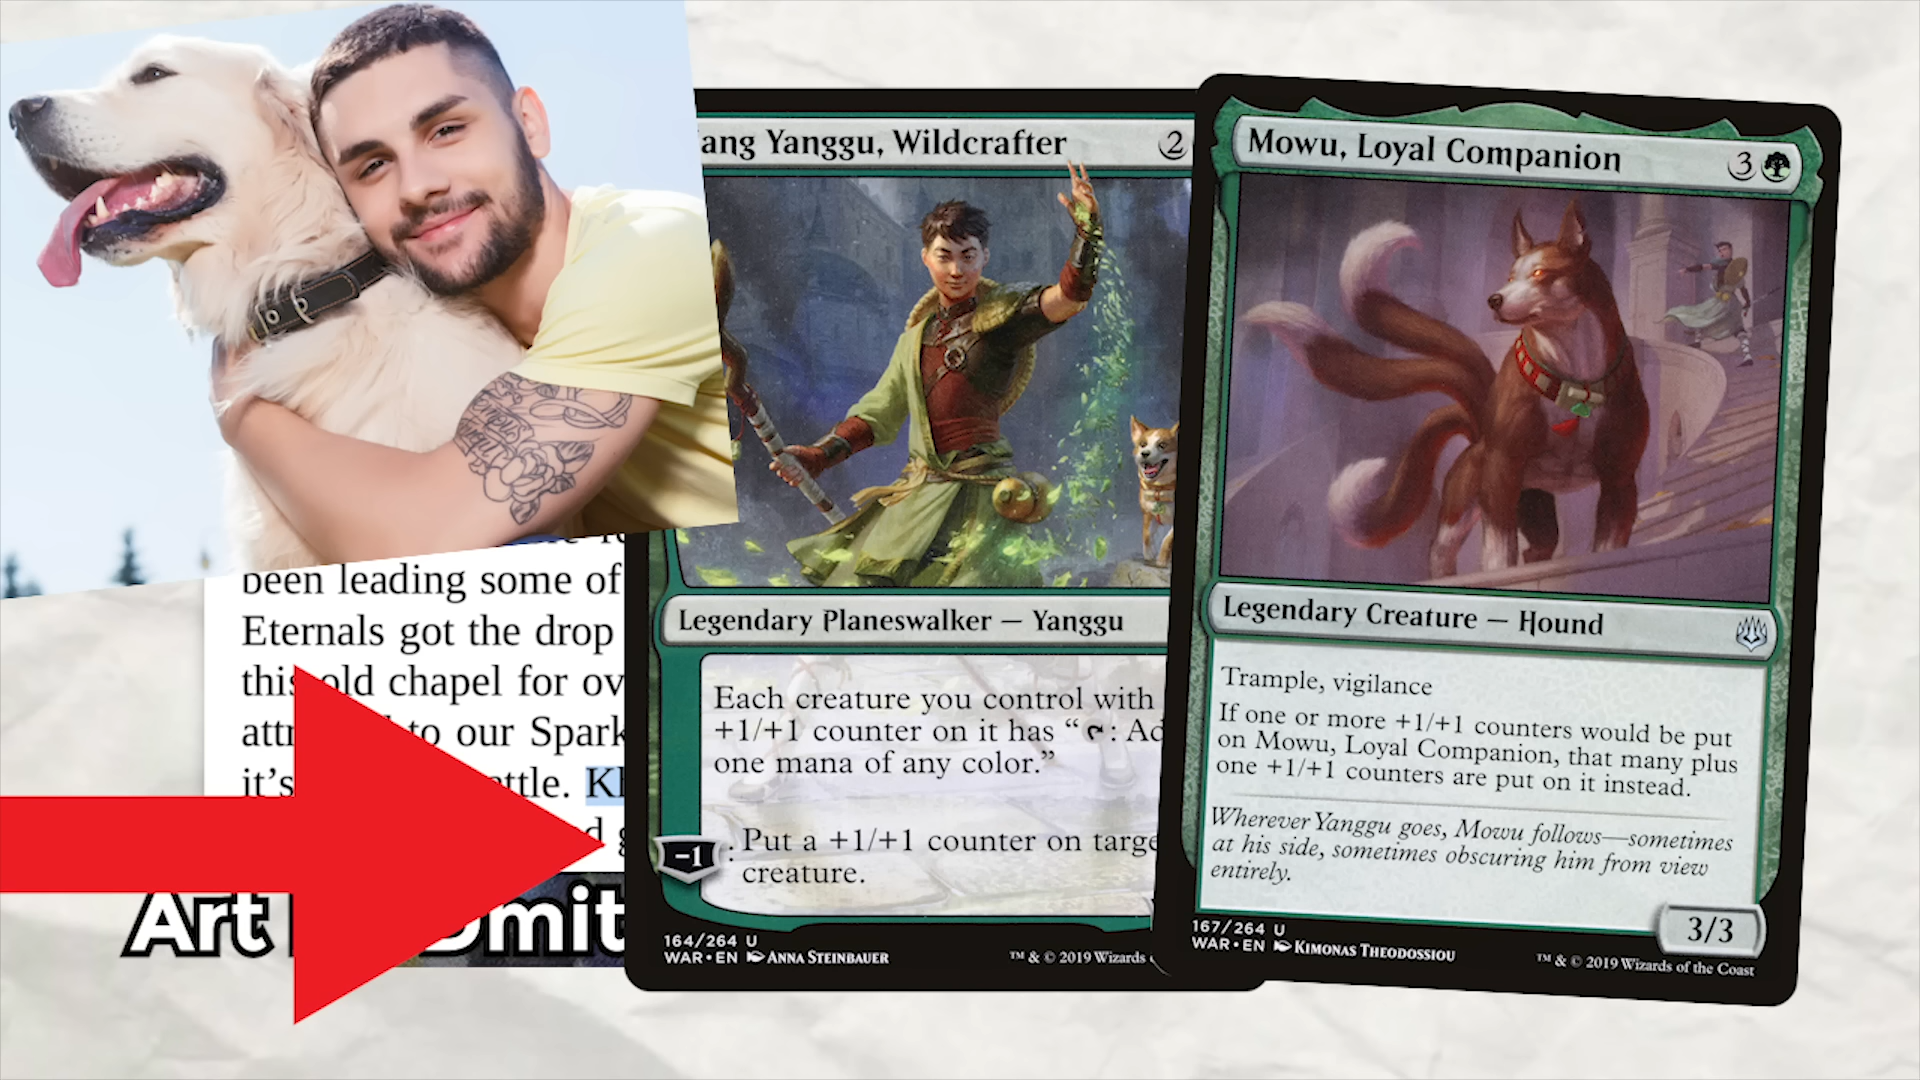 been leading some of
Eternals got the drop
this old chapel for ov
to our Spark
it's
Art
ang Yanggu, Wildcrafter 2
Legendary Planeswalker — Yanggu
Each creature you control with
+1/+1 counter on it has “ : Ad
one mana of any color.”
-1: Put a +1/+1 counter on targe
creature.
164/264 U
WAR • EN Anna Steinbauer
™ & © 2019 Wizards
Mowu, Loyal Companion 3
Legendary Creature — Hound
Trample, vigilance
If one or more +1/+1 counters would be put
on Mowu, Loyal Companion, that many plus
one +1/+1 counters are put on it instead.
Wherever Yanggu goes, Mowu follows—sometimes
at his side, sometimes obscuring him from view
entirely.
3/3
167/264 U
WAR • EN Kimonas Theodossiou
™ & © 2019 Wizards of the Coast